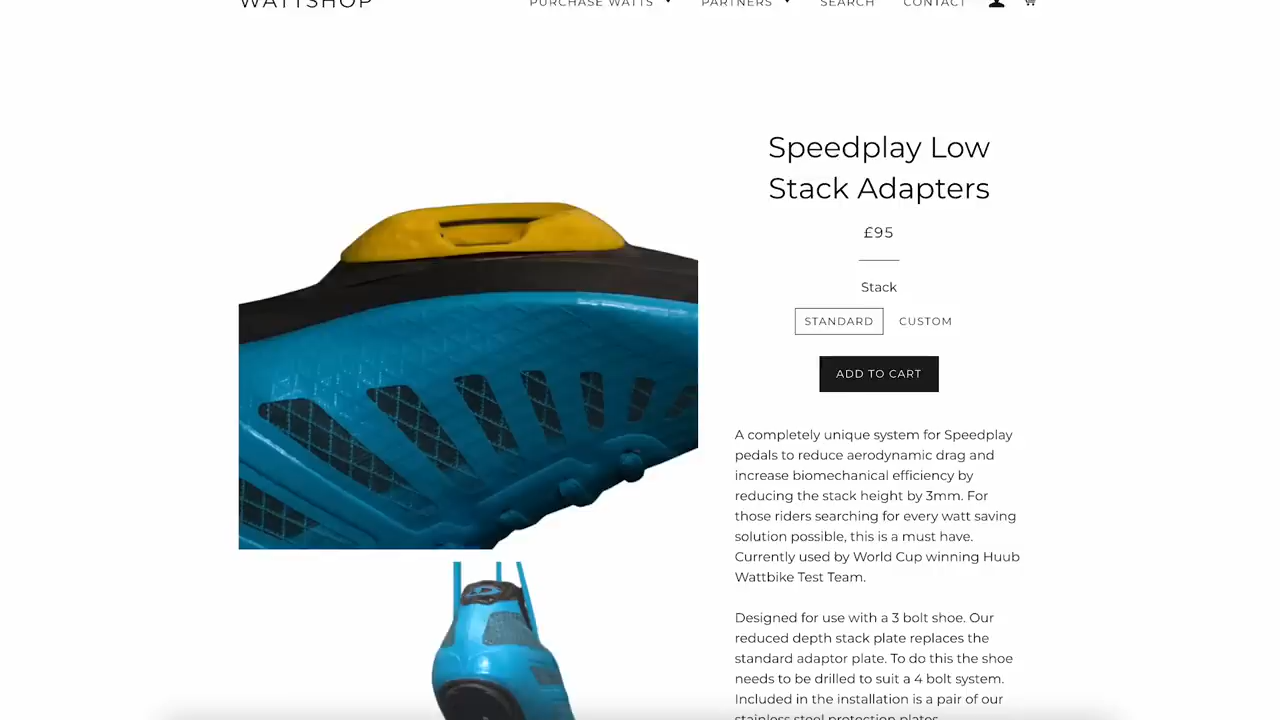 WATTSHOP
PURCHASE WATTS PARTNERS SEARCH CONTACT
Speedplay Low
Stack Adapters
£95
Stack
STANDARD CUSTOM
ADD TO CART
A completely unique system for Speedplay
pedals to reduce aerodynamic drag and
increase biomechanical efficiency by
reducing the stack height by 3mm. For
those riders searching for every watt saving
solution possible, this is a must have.
Currently used by World Cup winning Huub
Wattbike Test Team.
Designed for use with a 3 bolt shoe. Our
reduced depth stack plate replaces the
standard adaptor plate. To do this the shoe
needs to be drilled to suit a 4 bolt system.
Included in the installation is a pair of our
stainless steel protection plates.